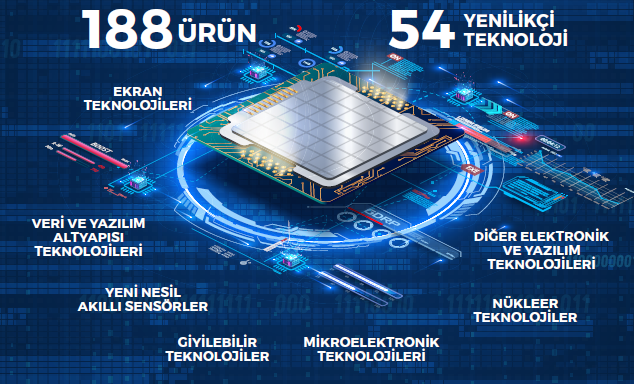 188 ÜRÜN
54 YENİLİKÇİ
TEKNOLOJİ
EKRAN
TEKNOLOJİLERİ
BOOST
VERİ VE YAZILIM
ALTYAPISI
TEKNOLOJİLERİ
YENİ NESİL
AKILLI SENSÖRLER
GİYİLEBİLİR
TEKNOLOJİLER
MİKROELEKTRONİK
TEKNOLOJİLERİ
DİĞER ELEKTRONİK
VE YAZILIM
TEKNOLOJİLERİ
NÜKLEER
TEKNOLOJİLER